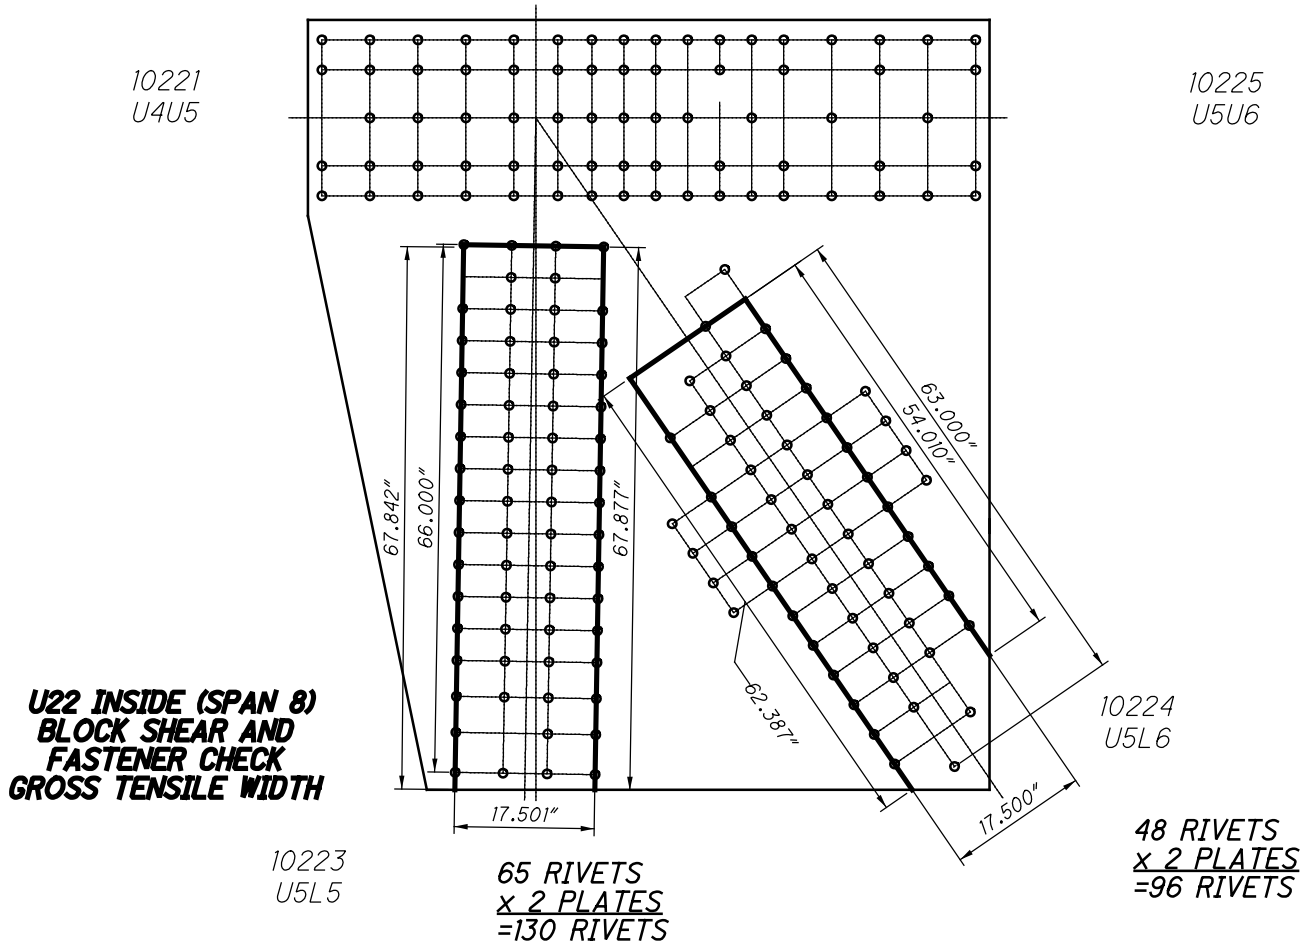 10221
U4U5
10225
U5U6
67.842"
66.000"
67.877"
63.000"
54.010"
62.387"
U22 INSIDE (SPAN 8)
BLOCK SHEAR AND
FASTENER CHECK
GROSS TENSILE WIDTH
10224
U5L6
17.501"
17.500"
10223
U5L5
65 RIVETS
x 2 PLATES
=130 RIVETS
48 RIVETS
x 2 PLATES
=96 RIVETS